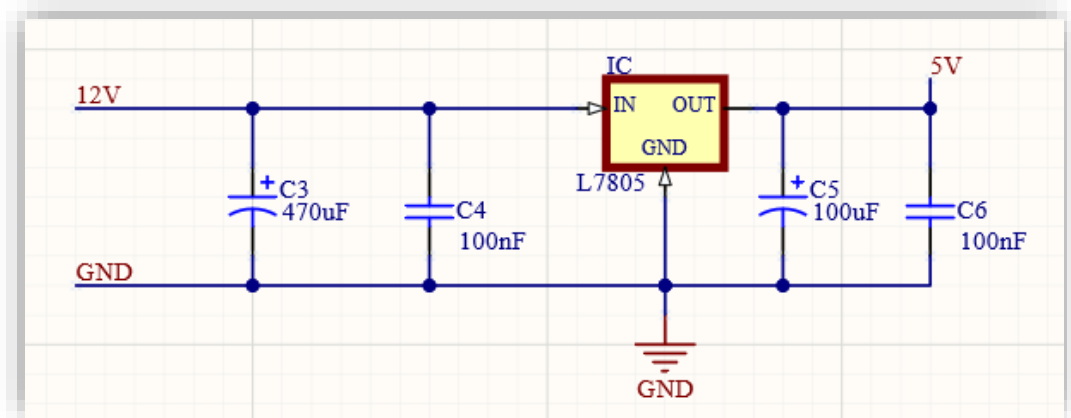 IC
5V
12V
IN OUT
GND
L7805
+ C3
470uF
C4
100nF
+ C5
100uF
C6
100nF
GND
GND